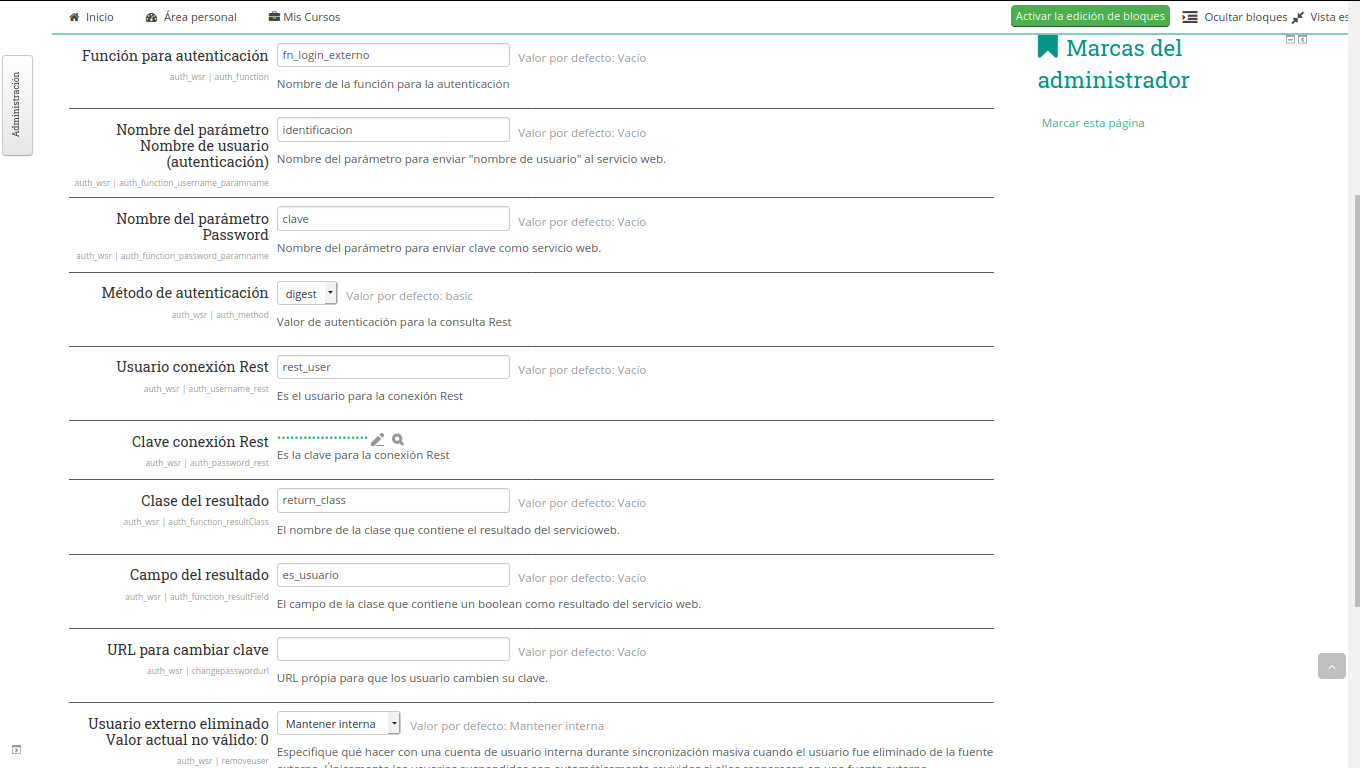 Inicio Área personal Mis Cursos Activar la edición de bloques Ocultar bloques Vista es
Administración
Marcas del
administrador
Marcar esta página
Función para autenticación fn_login_externo Valor por defecto: Vacío
auth_wsr | auth_function
Nombre de la función para la autenticación
Nombre del parámetro
Nombre de usuario
(autenticación)
identificacion Valor por defecto: Vacío
Nombre del parámetro para enviar "nombre de usuario" al servicio web.
auth_wsr | auth_function_username_paramname
Nombre del parámetro
Password
clave Valor por defecto: Vacío
Nombre del parámetro para enviar clave como servicio web.
auth_wsr | auth_function_password_paramname
Método de autenticación digest Valor por defecto: basic
auth_wsr | auth_method
Valor de autenticación para la consulta Rest
Usuario conexión Rest rest_user Valor por defecto: Vacío
auth_wsr | auth_username_rest
Es el usuario para la conexión Rest
Clave conexión Rest
Es la clave para la conexión Rest
auth_wsr | auth_password_rest
Clase del resultado return_class Valor por defecto: Vacío
auth_wsr | auth_function_resultClass
El nombre de la clase que contiene el resultado del servicioweb.
Campo del resultado es_usuario Valor por defecto: Vacío
auth_wsr | auth_function_resultField
El campo de la clase que contiene un boolean como resultado del servicio web.
URL para cambiar clave Valor por defecto: Vacío
auth_wsr | changepasswordurl
URL própia para que los usuario cambien su clave.
Usuario externo eliminado
Valor actual no válido: 0
Mantener interna Valor por defecto: Mantener interna
auth_wsr | removeuser
Especifique qué hacer con una cuenta de usuario interna durante sincronización masiva cuando el usuario fue eliminado de la fuente